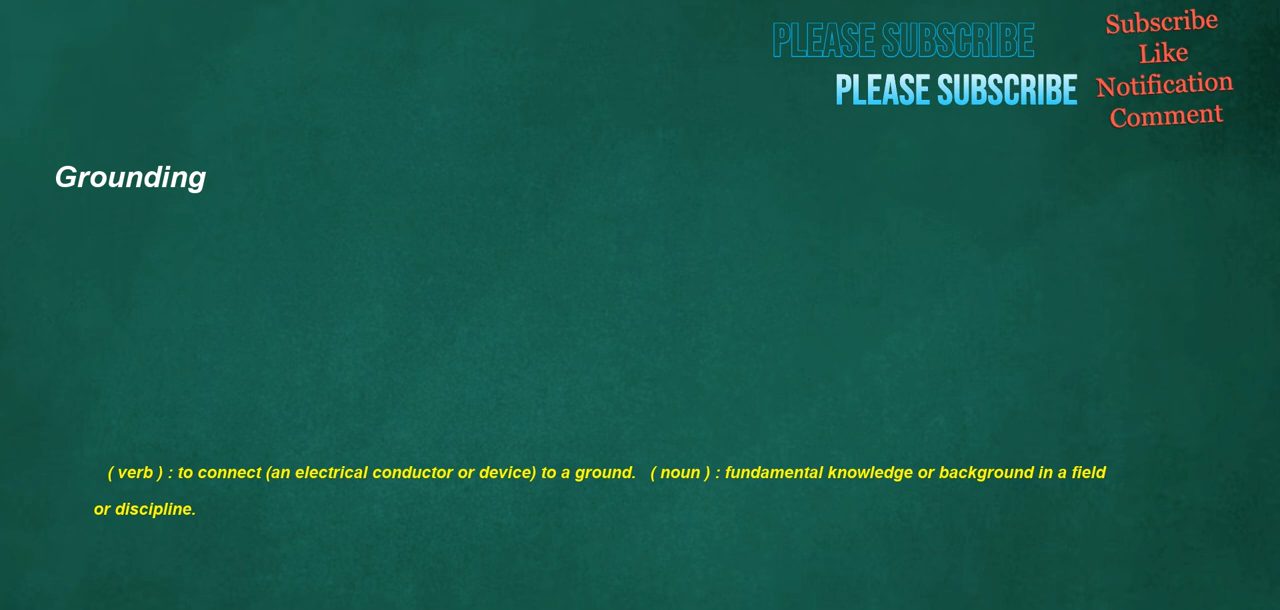 PLEASE SUBSCRIBE
PLEASE SUBSCRIBE
Subscribe
Like
Notification
Comment
Grounding
( verb ) : to connect (an electrical conductor or device) to a ground.   ( noun ) : fundamental knowledge or background in a field
or discipline.